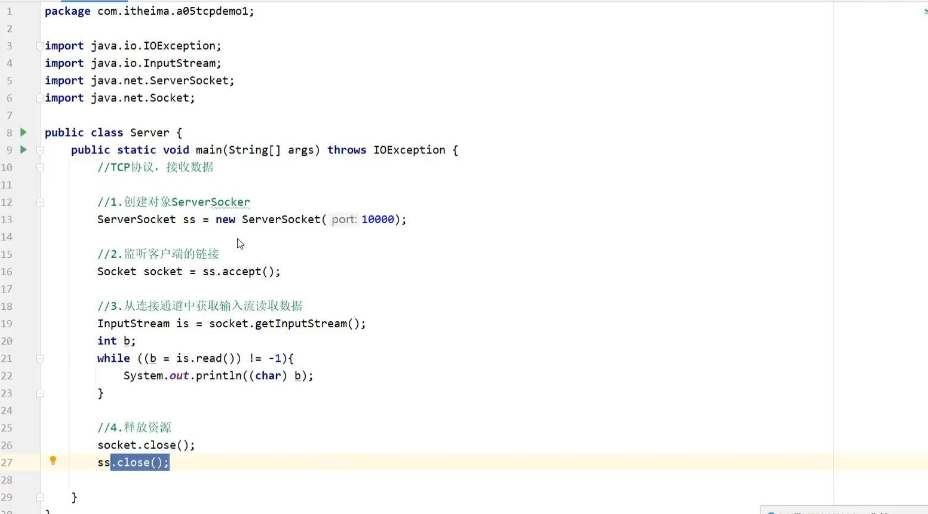 1 package com.itheima.a05tcpdemo1;
2
3 import java.io.IOException;
4 import java.io.InputStream;
5 import java.net.ServerSocket;
6 import java.net.Socket;
7
8 public class Server {
9 public static void main(String[] args) throws IOException {
10 //TCP协议，接收数据
11
12 //1.创建对象ServerSocker
13 ServerSocket ss = new ServerSocket( port: 10000);
14
15 //2.监听客户端的链接
16 Socket socket = ss.accept();
17
18 //3.从连接通道中获取输入流读取数据
19 InputStream is = socket.getInputStream();
20 int b;
21 while ((b = is.read()) != -1){
22 System.out.println((char) b);
23 }
24
25 //4.释放资源
26 socket.close();
27 ss.close();
28
29 }